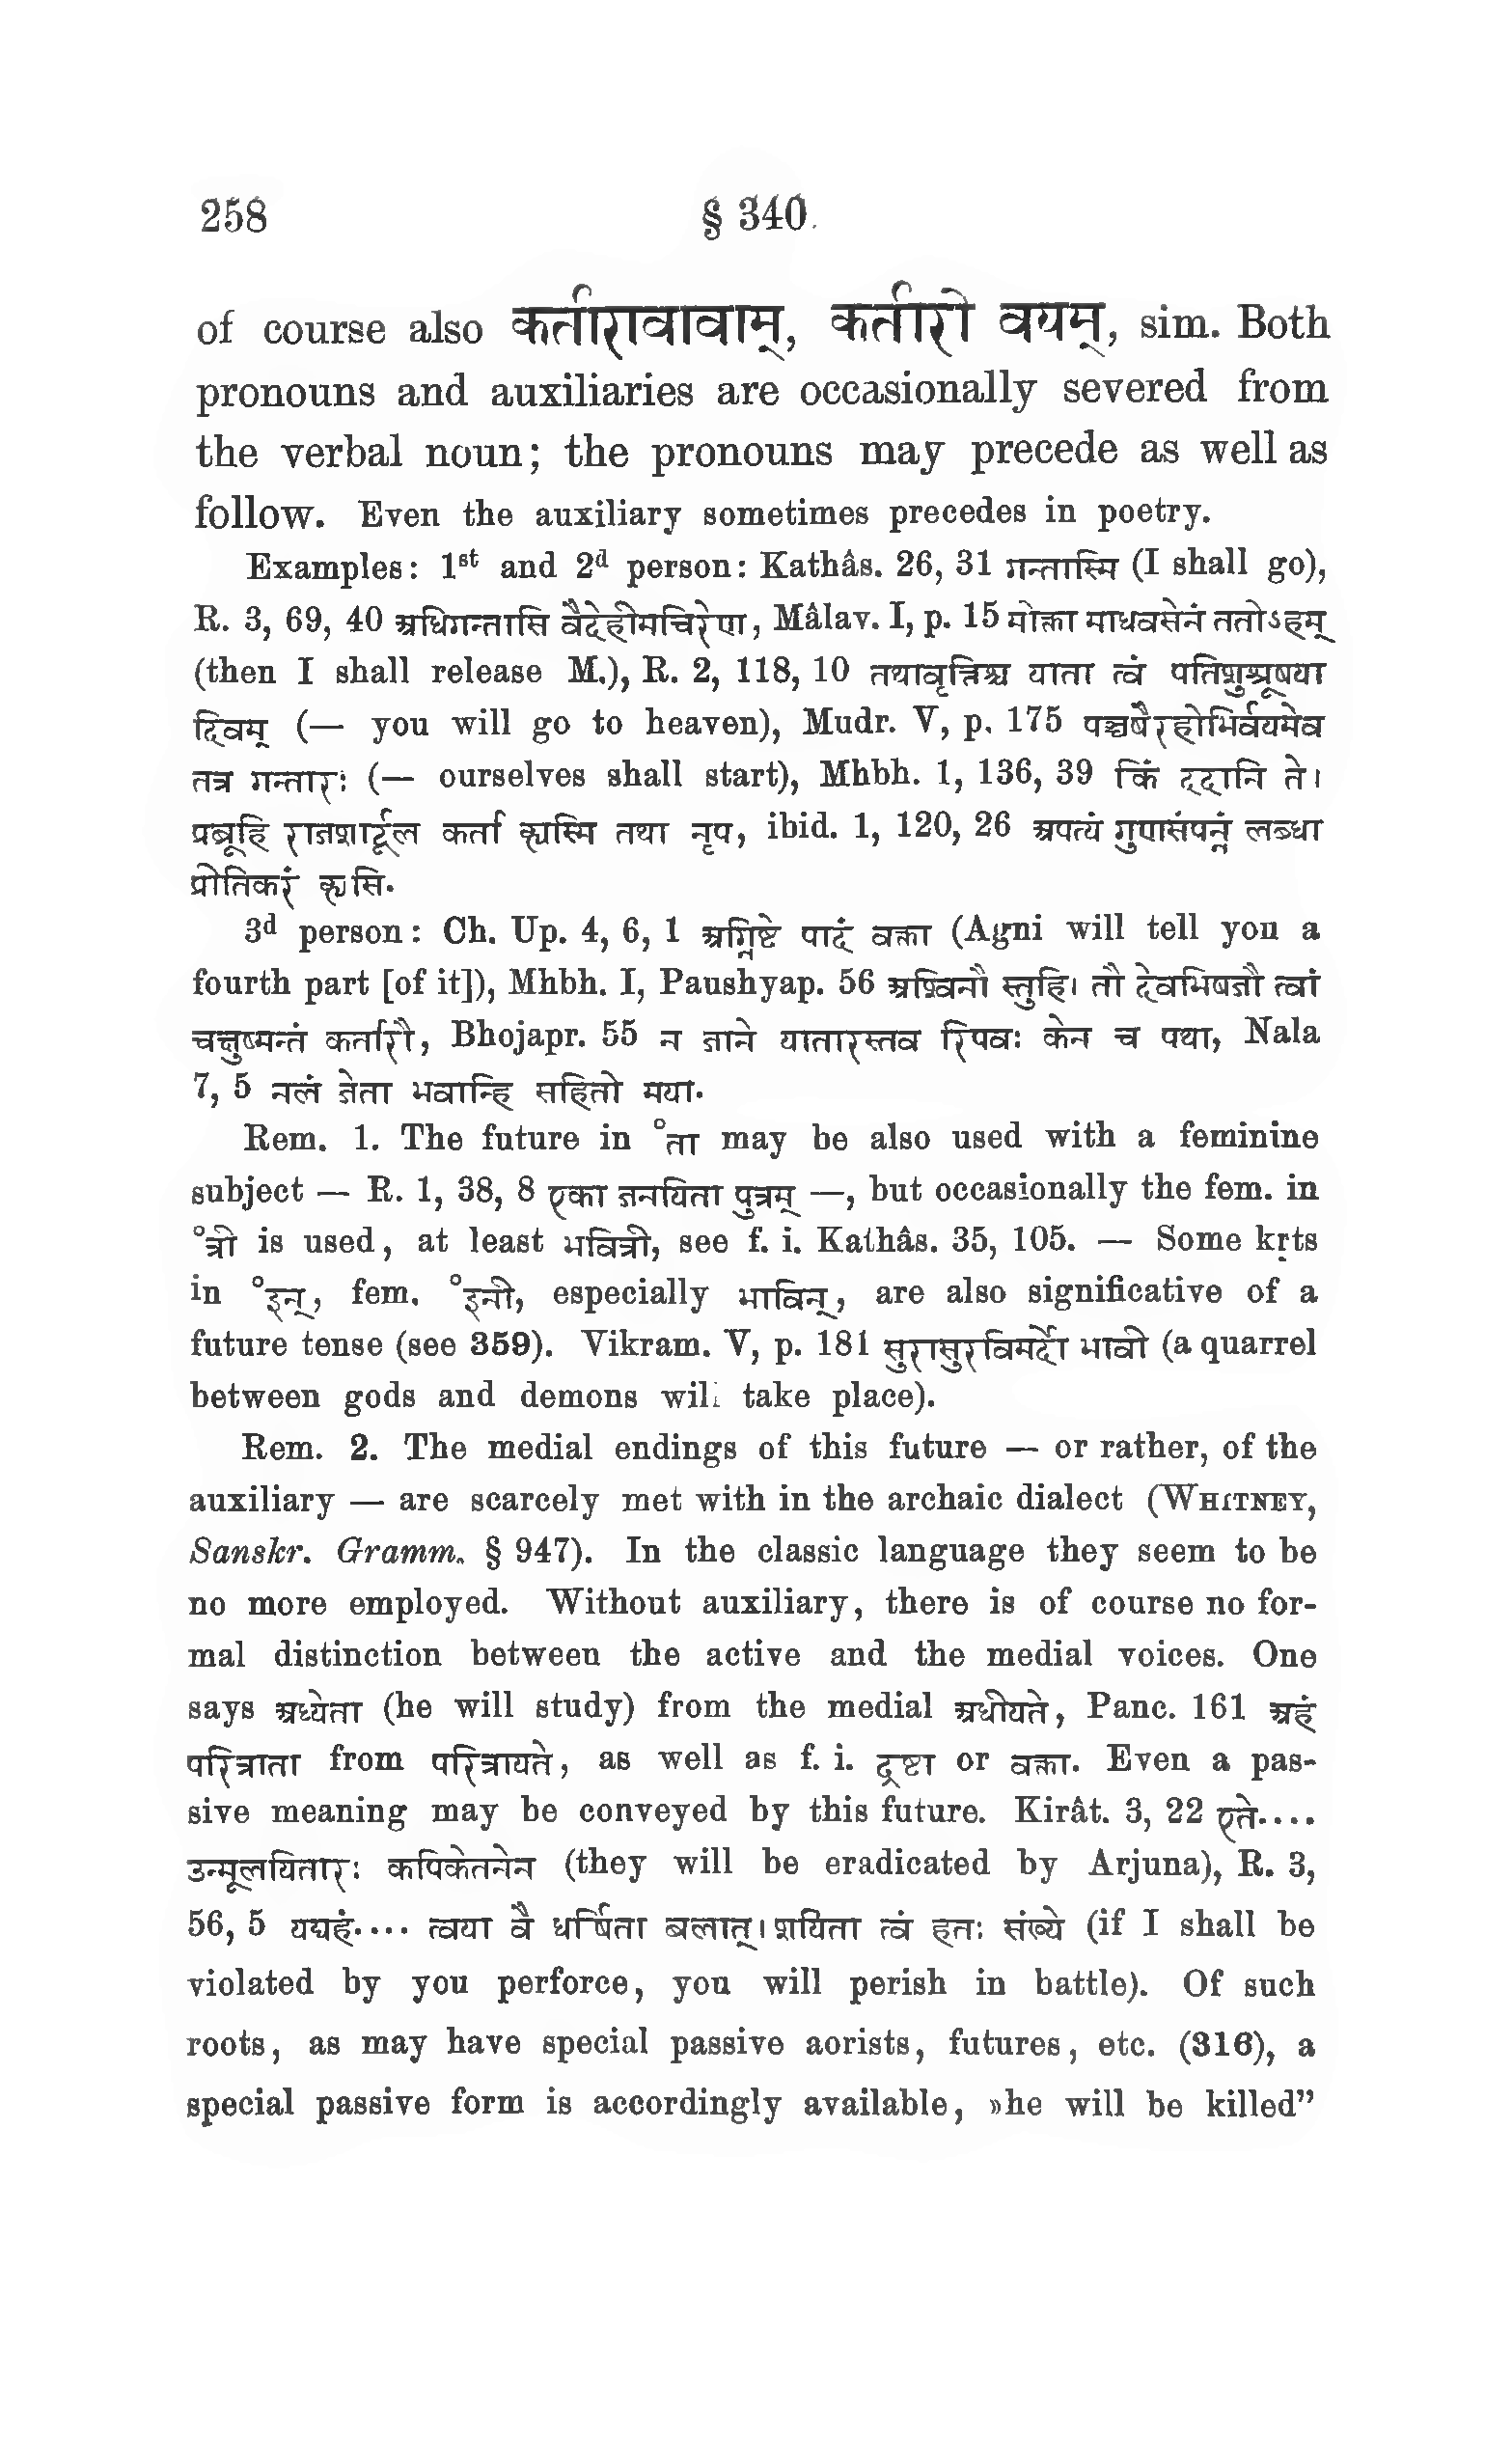 258 § 340.
of course also कर्तारावावाम्, कर्तारो वयम्, sim. Both
pronouns and auxiliaries are occasionally severed from
the verbal noun; the pronouns may precede as well as
follow. Even the auxiliary sometimes precedes in poetry.
Examples: 1st and 2d person: Kathâs. 26, 31 गन्तास्मि (I shall go),
R. 3, 69, 40 अधिगन्तासि वैदेहीमचिरेण, Mâlav. I, p. 15 मोक्ता माधवसेनं ततोऽहम्
(then I shall release M.), R. 2, 118, 10 तथावृत्तिश्च याता त्वं पतिशुश्रूषया
दिवम् (— you will go to heaven), Mudr. V, p. 175 पञ्चषैरहोभिर्वयमेव
तत्र गन्तारः (— ourselves shall start), Mhbh. 1, 136, 39 किं ददानि ते।
प्रब्रूहि राजशार्दूल कर्ता ह्यस्मि तथा नृप, ibid. 1, 120, 26 अपत्यं गुणसंपन्नं लब्धा
प्रीतिकरं ह्यसि.
3d person: Ch. Up. 4, 6, 1 अग्निष्टे पादं वक्ता (Agni will tell you a
fourth part [of it]), Mhbh. I, Paushyap. 56 अश्विनौ स्तुहि। तौ देवभिषजौ त्वां
चक्षुष्मन्तं कर्तारौ, Bhojapr. 55 न जाने यातारस्तव रिपवः केन च पथा, Nala
7, 5 नलं जेता भवान्हि सहितो मया.
Rem. 1. The future in °ता may be also used with a feminine
subject — R. 1, 38, 8 एका जनयिता पुत्रम् —, but occasionally the fem. in
°त्री is used, at least भवित्री, see f. i. Kathâs. 35, 105. — Some kṛts
in °इन्, fem. °इनी, especially भाविन्, are also significative of a
future tense (see 359). Vikram. V, p. 181 सुरासुरविमर्दो भावी (a quarrel
between gods and demons will take place).
Rem. 2. The medial endings of this future — or rather, of the
auxiliary — are scarcely met with in the archaic dialect (WHITNEY,
Sanskr. Gramm. § 947). In the classic language they seem to be
no more employed. Without auxiliary, there is of course no for-
mal distinction between the active and the medial voices. One
says अध्येता (he will study) from the medial अधीयते, Panc. 161 अहं
परित्राता from परित्रायते, as well as f. i. द्रष्टा or वक्ता. Even a pas-
sive meaning may be conveyed by this future. Kirât. 3, 22 एते....
उन्मूलयितारः कपिकेतनेन (they will be eradicated by Arjuna), R. 3,
56, 5 यद्यहं.... त्वया वै धर्षिता बलात्। शयिता त्वं हतः संख्ये (if I shall be
violated by you perforce, you will perish in battle). Of such
roots, as may have special passive aorists, futures, etc. (316), a
special passive form is accordingly available, »he will be killed”